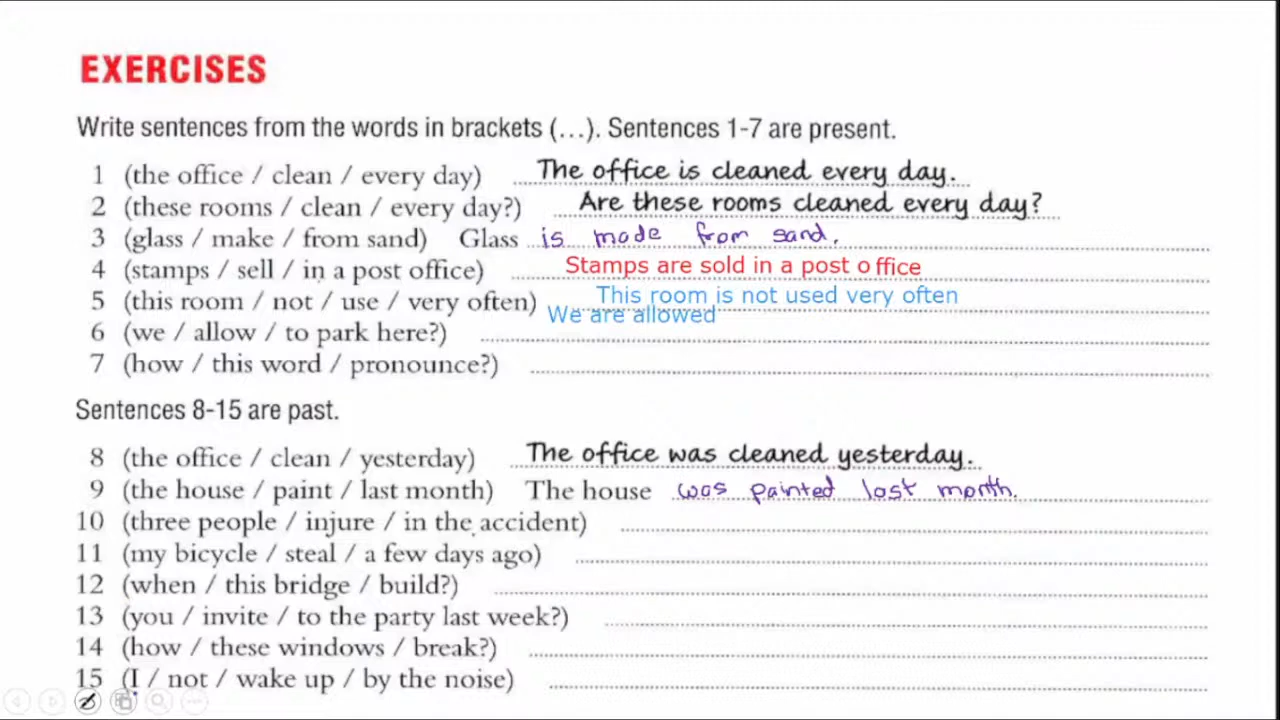 EXERCISES
Write sentences from the words in brackets (...). Sentences 1-7 are present.
1 (the office / clean / every day) The office is cleaned every day.
2 (these rooms / clean / every day?) Are these rooms cleaned every day?
3 (glass / make / from sand) Glass is made from sand.
4 (stamps / sell / in a post office) Stamps are sold in a post office
5 (this room / not / use / very often) This room is not used very often
We are allowed
6 (we / allow / to park here?)
7 (how / this word / pronounce?)
Sentences 8-15 are past.
8 (the office / clean / yesterday) The office was cleaned yesterday.
9 (the house / paint / last month) The house was painted last month.
10 (three people / injure / in the accident)
11 (my bicycle / steal / a few days ago)
12 (when / this bridge / build?)
13 (you / invite / to the party last week?)
14 (how / these windows / break?)
15 (I / not / wake up / by the noise)